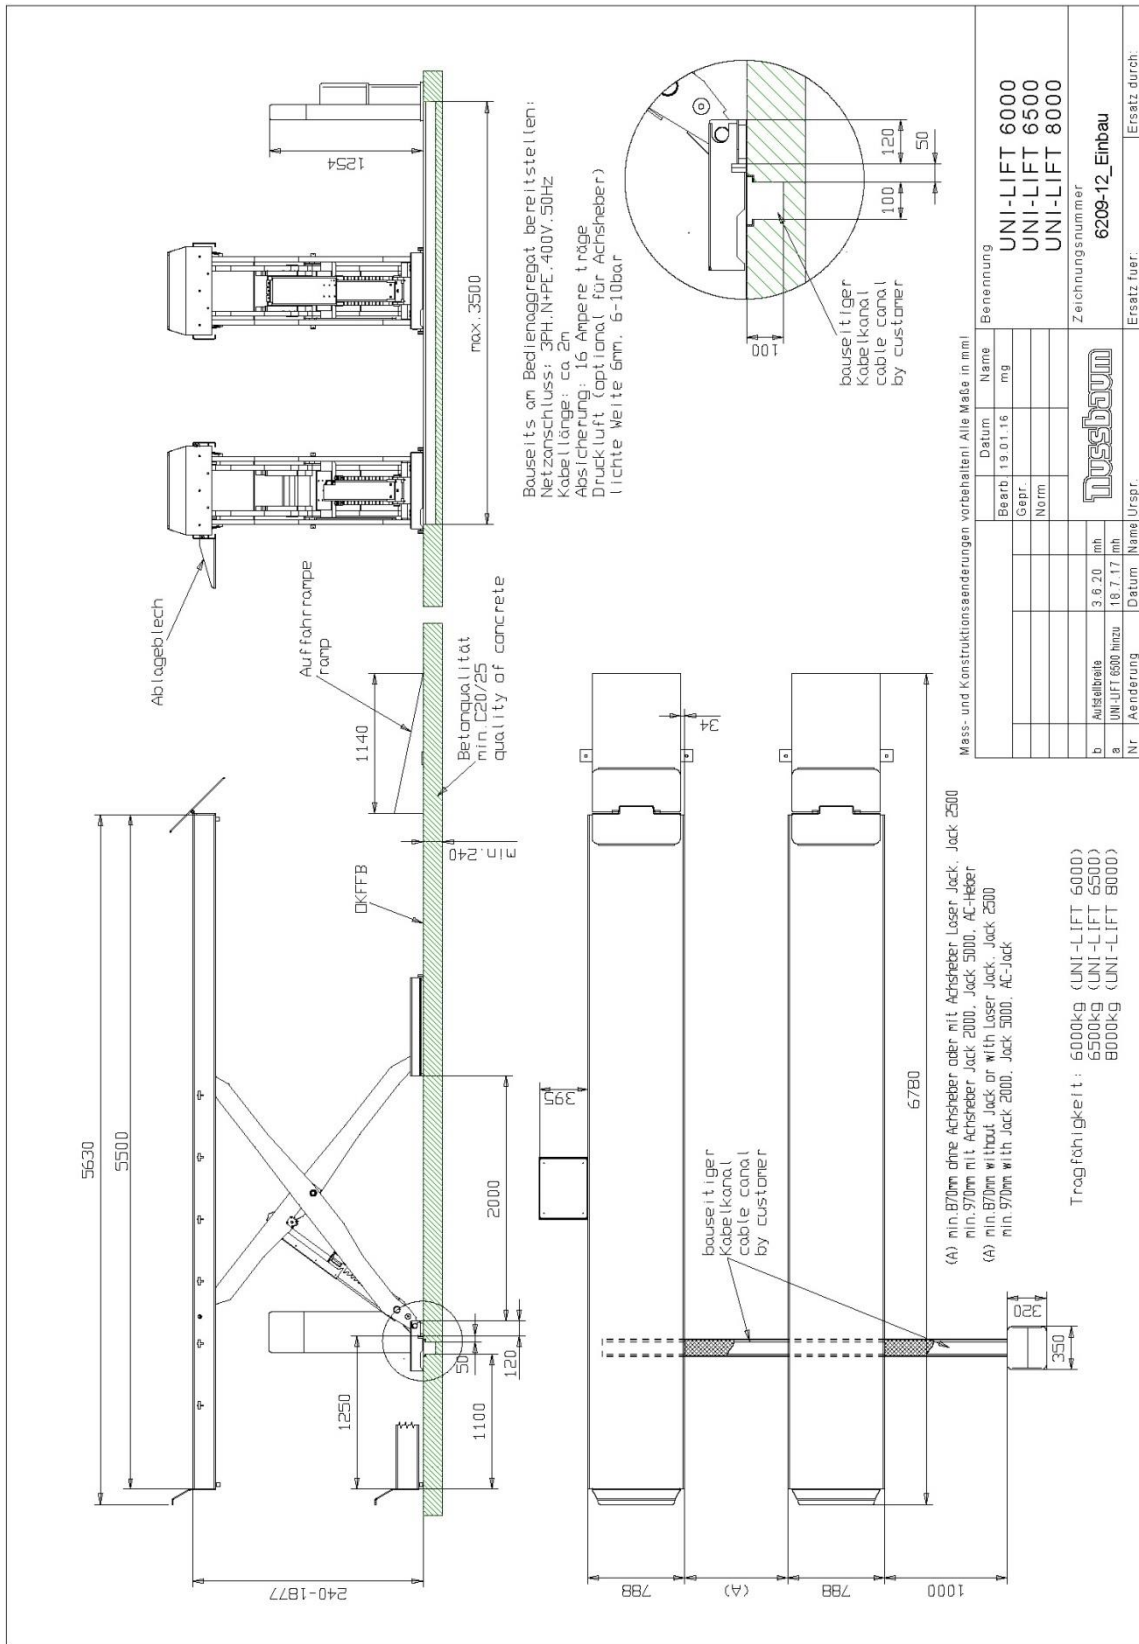 5630
5500
240-1877
1250
1100
50
120
2000
OKFFB
min.240
1140
Auffahrrampe
ramp
Betonqualität
min.C20/25
quality of concrete
Ablageblech
1254
max.3500
Bauseits am Bedienaggregat bereitstellen:
Netzanschluss: 3PH.N+PE.400V.50HZ
Kabellänge: ca 2m
Absicherung: 16 Ampere träge
Druckluft (optional für Achsheber)
lichte Weite 6mm. 6-10bar
100
bauseitiger
Kabelkanal
cable canal
by customer
100
120
50
788
(A)
788
1000
395
34
6780
bauseitiger
Kabelkanal
cable canal
by customer
350
320
(A) min.870mm ohne Achsheber oder mit Achsheber Laser Jack. Jack 2500
min.970mm mit Achsheber Jack 2000. Jack 5000. AC-Heber
(A) min.870mm without Jack or with Laser Jack. Jack 2500
min.970mm with Jack 2000. Jack 5000. AC-Jack
Tragfähigkeit: 6000kg (UNI-LIFT 6000)
6500kg (UNI-LIFT 6500)
8000kg (UNI-LIFT 8000)
Mass- und Konstruktionsaenderungen vorbehalten! Alle Maße in mm!
Datum Name
Bearb. 19.01.16 mg
Gepr.
Norm
Benennung
UNI-LIFT 6000
UNI-LIFT 6500
UNI-LIFT 8000
nussbaum
Zeichnungsnummer
6209-12_Einbau
b Aufstellbreite 3.6.20 mh
a UNI-LIFT 6500 hinzu 18.7.17 mh
Nr Aenderung Datum Name Urspr.
Ersatz fuer:
Ersatz durch: